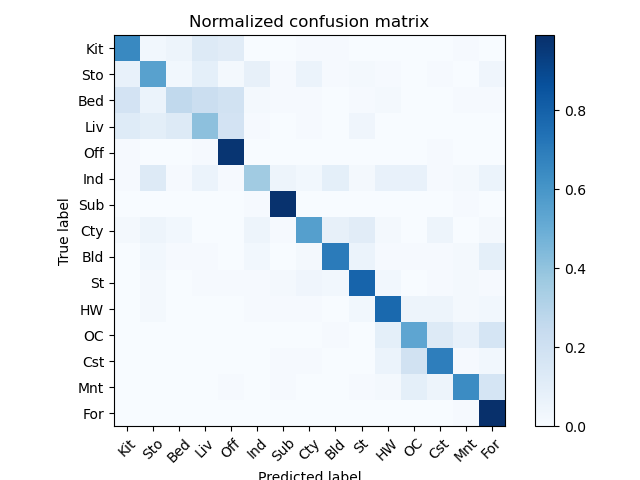 Normalized confusion matrix
Kit
Sto
Bed
Liv
Off
Ind
Sub
Cty
Bld
St
HW
OC
Cst
Mnt
For
True label
Kit Sto Bed Liv Off Ind Sub Cty Bld St HW OC Cst Mnt For
Predicted label
0.8
0.6
0.4
0.2
0.0